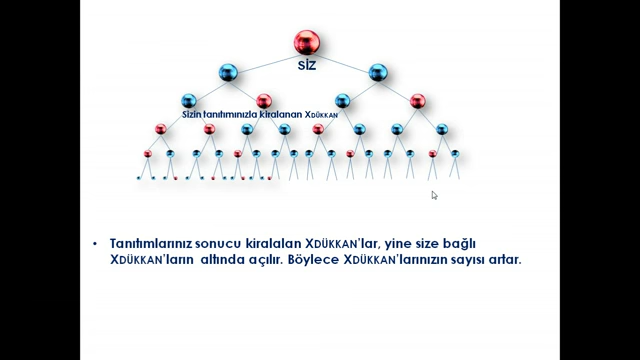 SİZ
Sizin tanıtımınızla kiralanan XDÜKKAN
• Tanıtımlarınız sonucu kiralalan XDÜKKAN'lar, yine size bağlı
XDÜKKAN'ların altında açılır. Böylece XDÜKKAN'larınızın sayısı artar.